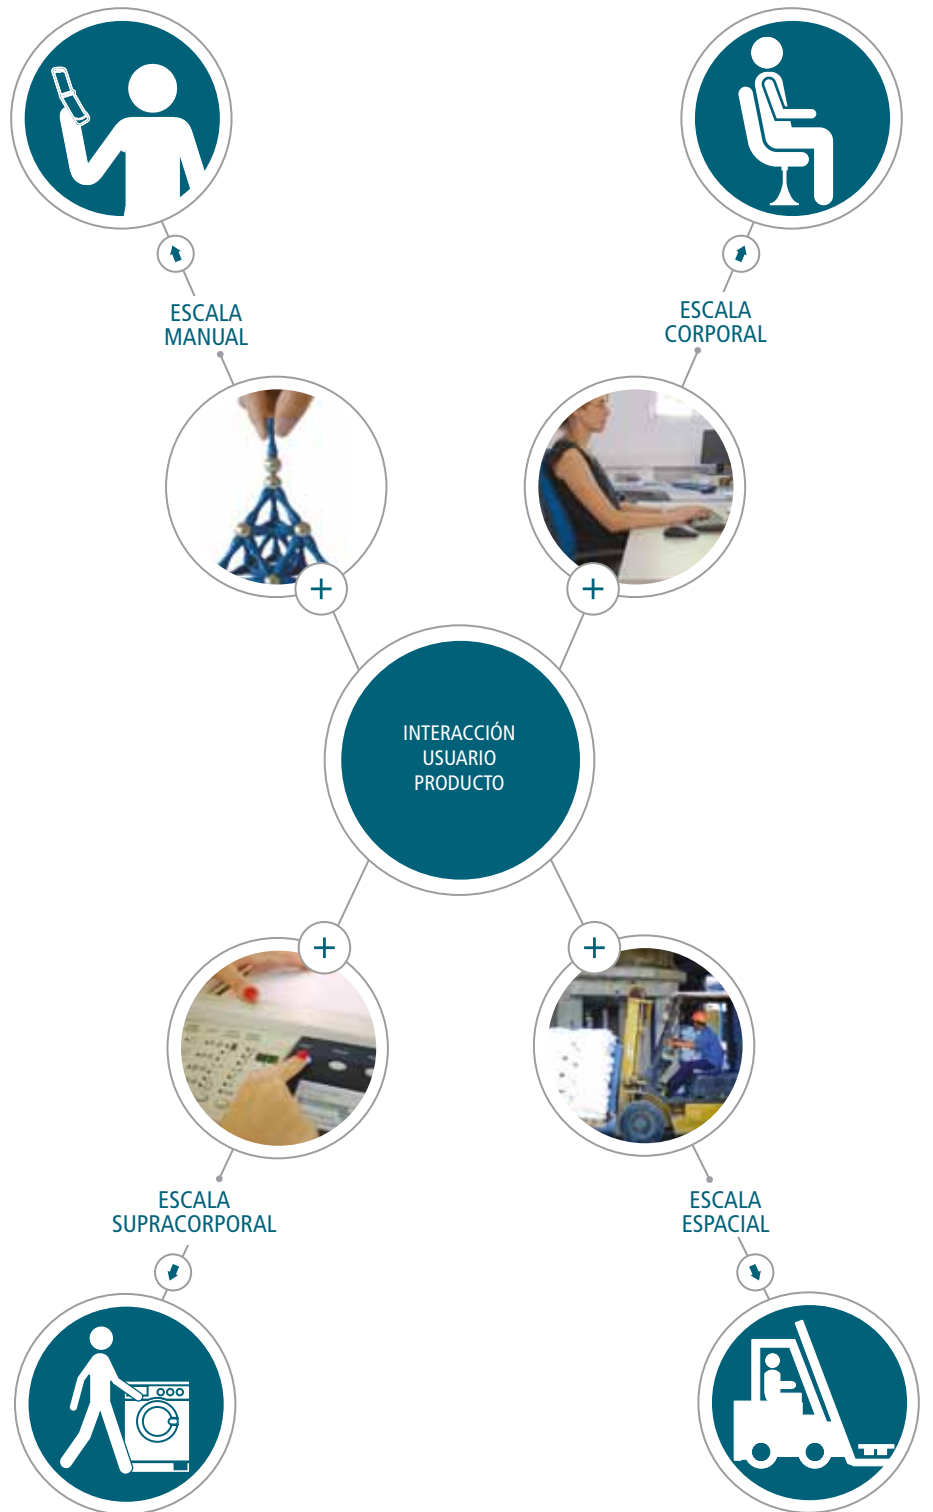 ESCALA
MANUAL
ESCALA
CORPORAL
+
+
INTERACCIÓN
USUARIO
PRODUCTO
+
+
ESCALA
SUPRACORPORAL
ESCALA
ESPACIAL